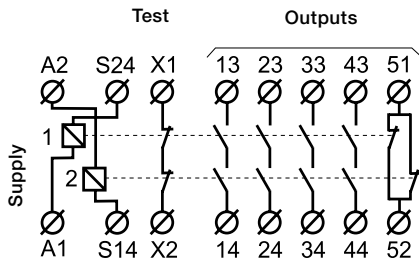 Test Outputs
A2 S24 X1 13 23 33 43 51
1
2
Supply
A1 S14 X2 14 24 34 44 52